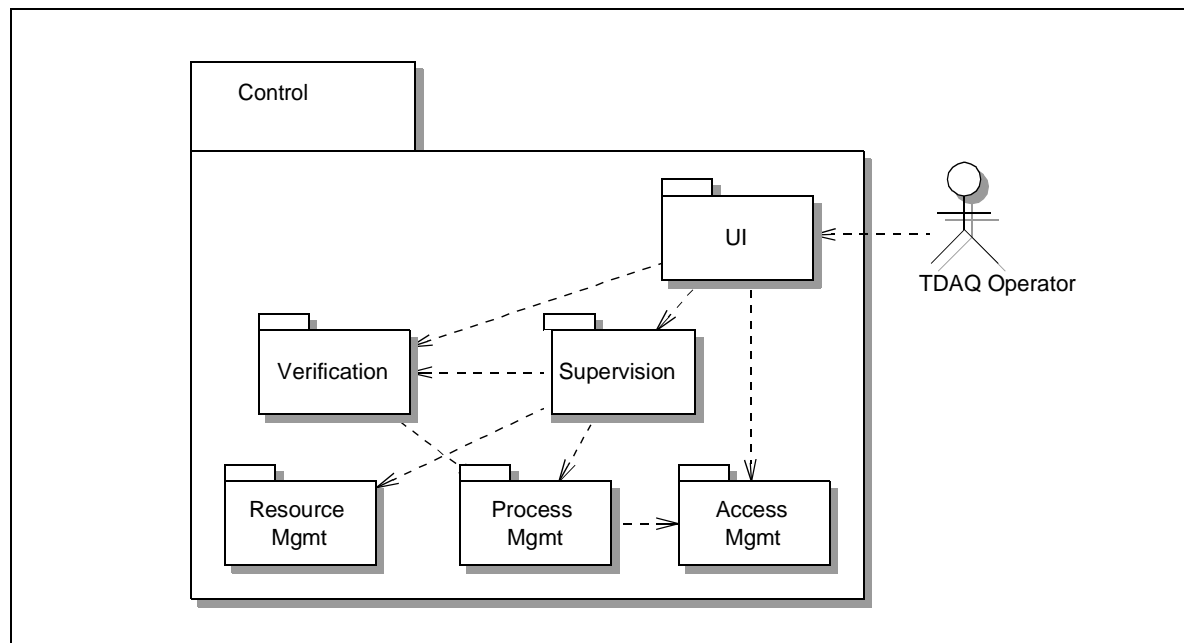 Control
UI
TDAQ Operator
Verification
Supervision
Resource
Mgmt
Process
Mgmt
Access
Mgmt